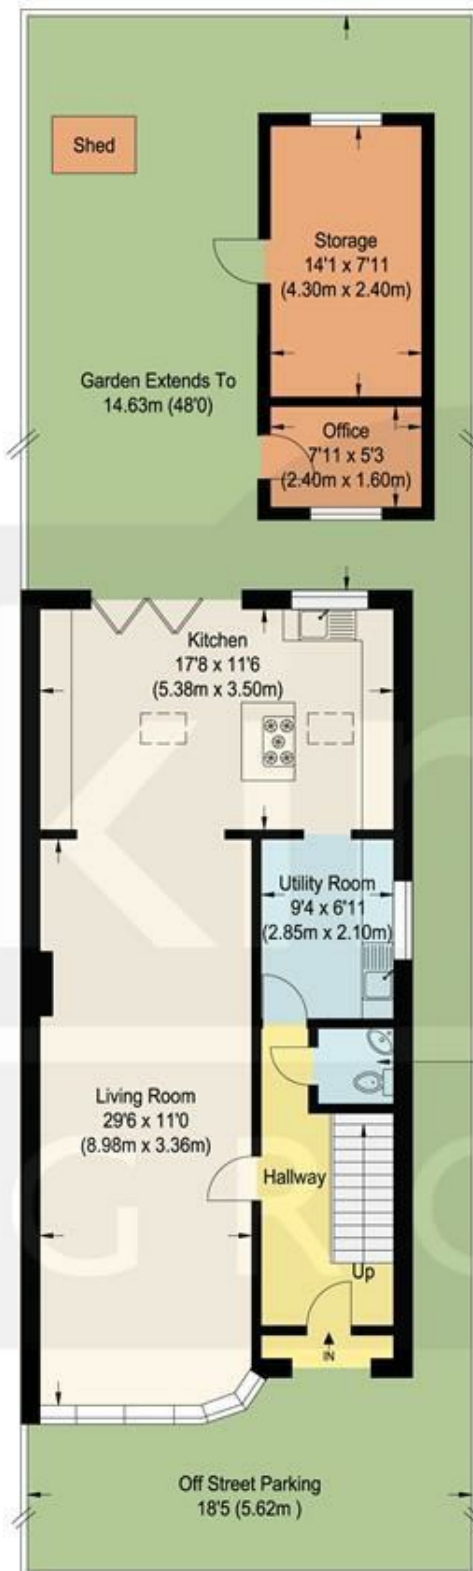 Shed
Storage
14'1 x 7'11
(4.30m x 2.40m)
Garden Extends To
14.63m (48'0)
Office
7'11 x 5'3
(2.40m x 1.60m)
Kitchen
17'8 x 11'6
(5.38m x 3.50m)
Utility Room
9'4 x 6'11
(2.85m x 2.10m)
Living Room
29'6 x 11'0
(8.98m x 3.36m)
Hallway
Up
IN
Off Street Parking
18'5 (5.62m )